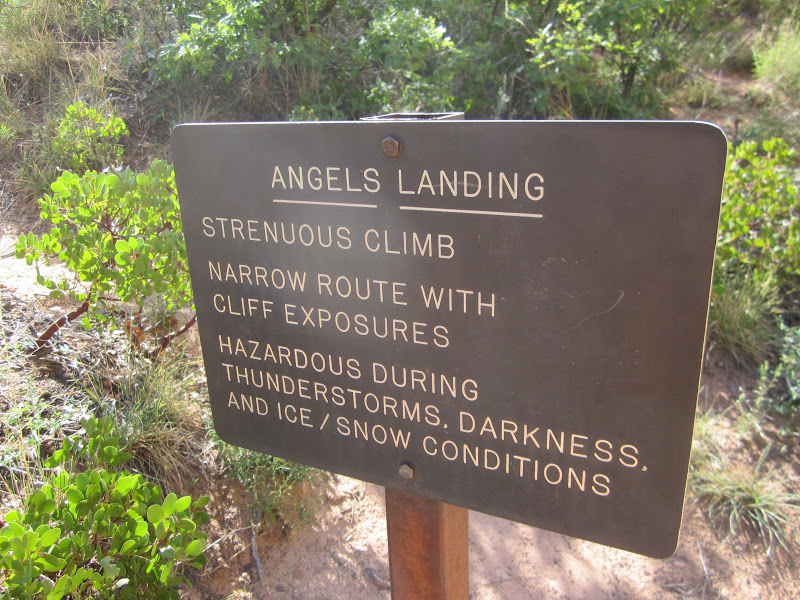 ANGELS LANDING
STRENUOUS CLIMB
NARROW ROUTE WITH
CLIFF EXPOSURES
HAZARDOUS DURING
THUNDERSTORMS, DARKNESS,
AND ICE/SNOW CONDITIONS